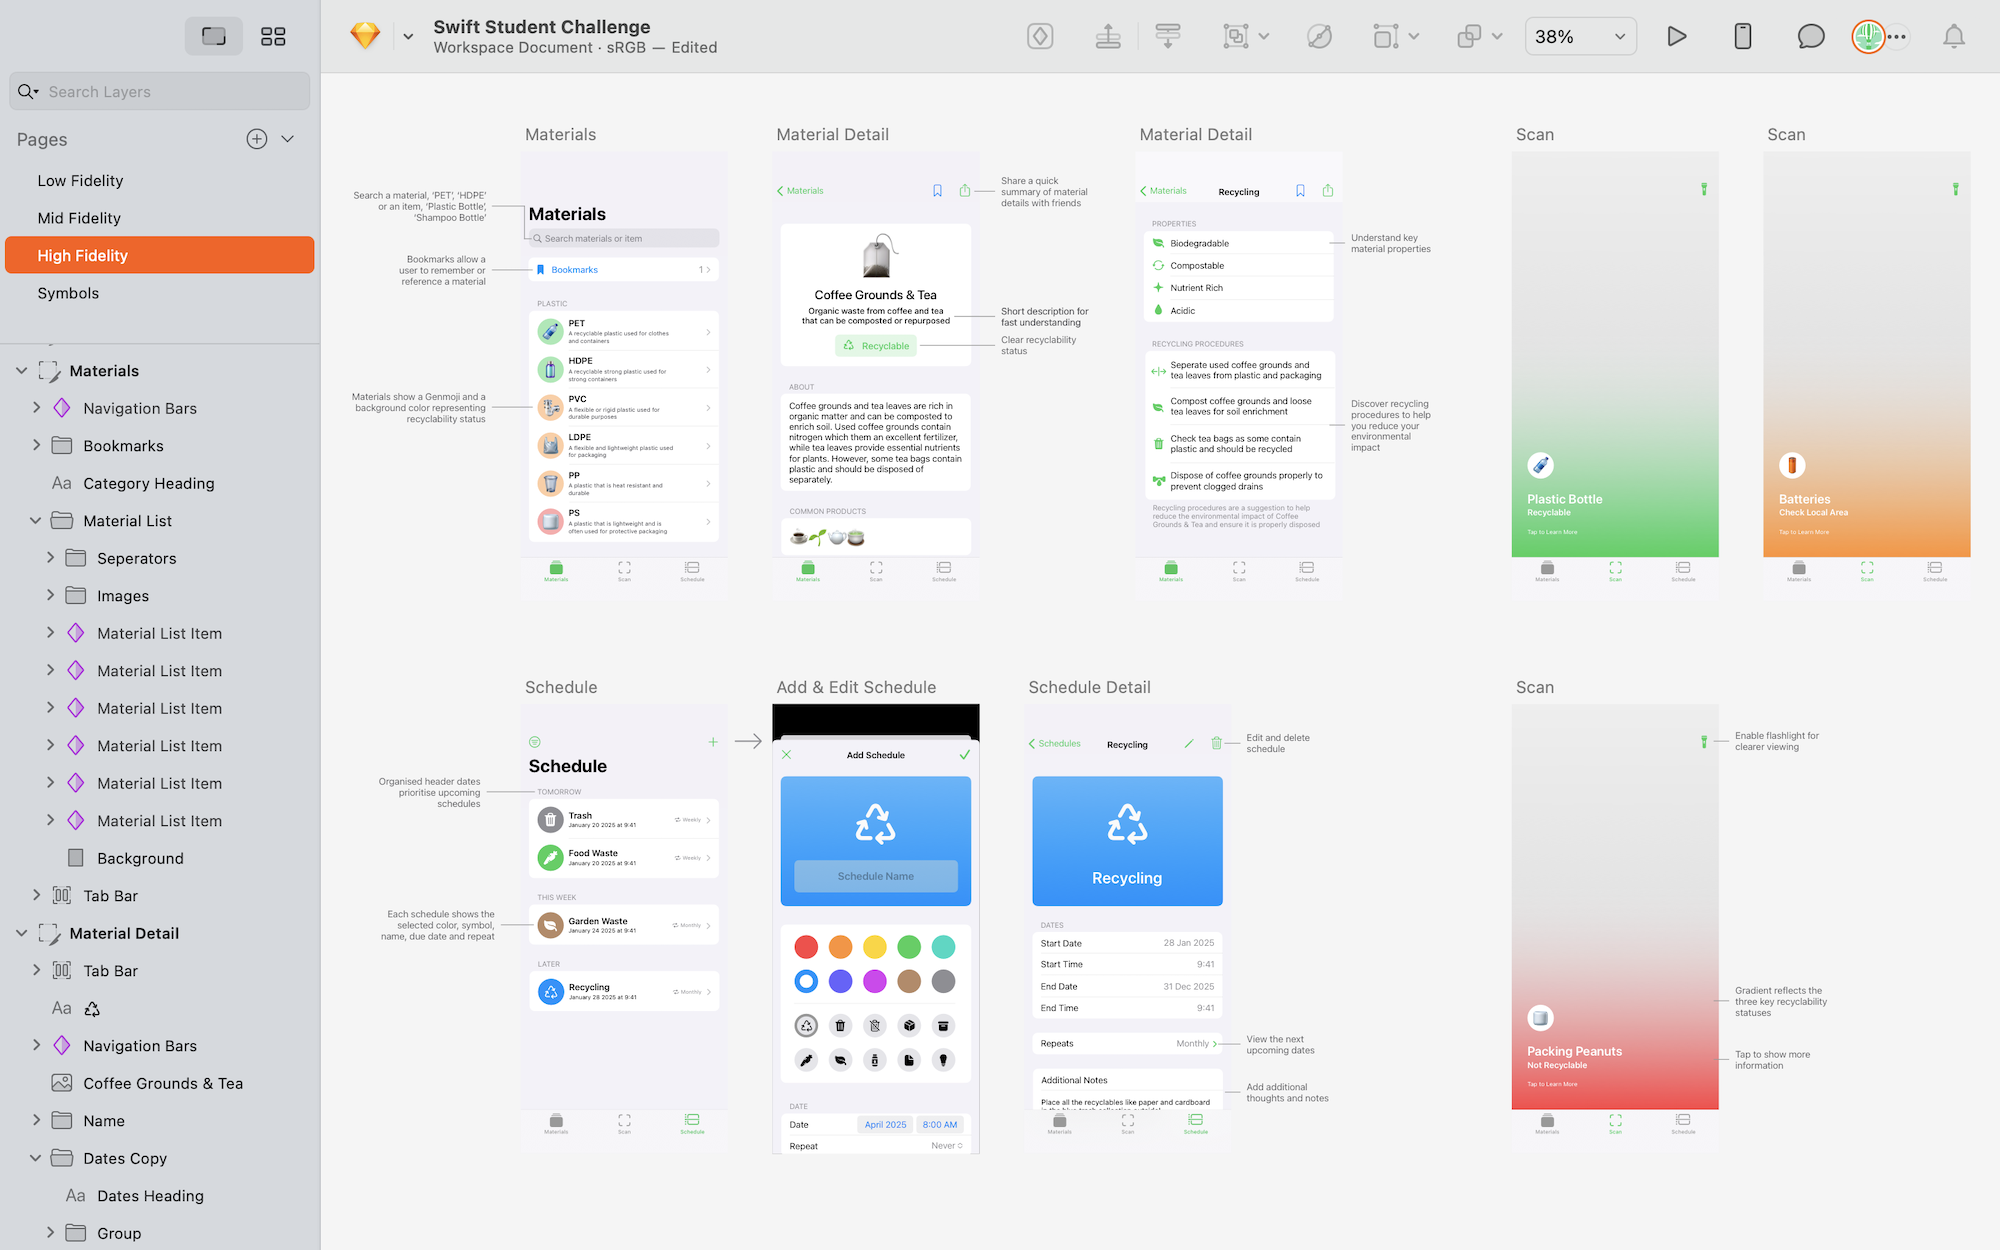 Swift Student Challenge
Workspace Document · sRGB — Edited
38%
Search Layers
Pages
Low Fidelity
Mid Fidelity
High Fidelity
Symbols
Materials
Navigation Bars
Bookmarks
Aa Category Heading
Material List
Seperators
Images
Material List Item
Material List Item
Material List Item
Material List Item
Material List Item
Material List Item
Background
Tab Bar
Material Detail
Tab Bar
Aa
Navigation Bars
Coffee Grounds & Tea
Name
Dates Copy
Aa Dates Heading
Group
Materials
Search a material, ‘PET’, ‘HDPE’
or an item, ‘Plastic Bottle’,
‘Shampoo Bottle’
Bookmarks allow a
user to remember or
reference a material
Materials show a Genmoji and a
background color representing
recyclability status
Materials
Search materials or item
Bookmarks 1
PLASTIC
PET
A recyclable plastic used for clothes
and containers.
HDPE
A recyclable strong plastic used for
strong containers
PVC
A flexible or rigid plastic used for
durable purposes
LDPE
A flexible and lightweight plastic used
for packaging
PP
A plastic that is heat resistant and
durable
PS
A plastic that is lightweight and is
often used for protective packaging
Materials Scan Schedule
Material Detail
Materials
Coffee Grounds & Tea
Organic waste from coffee and tea
that can be composted or repurposed
Recyclable
ABOUT
Coffee grounds and tea leaves are rich in
organic matter and can be composted to
enrich soil. Used coffee grounds contain
nitrogen which them an excellent fertilizer,
while tea leaves provide essential nutrients
for plants. However, some tea bags contain
plastic and should be disposed of
separately.
COMMON PRODUCTS
Materials Scan Schedule
Share a quick
summary of material
details with friends
Short description for
fast understanding
Clear recyclability
status
Material Detail
Materials Recycling
PROPERTIES
Biodegradable
Compostable
Nutrient Rich
Acidic
RECYCLING PROCEDURES
Seperate used coffee grounds and
tea leaves from plastic and packaging
Compost coffee grounds and loose
tea leaves for soil enrichment
Check tea bags as some contain
plastic and should be recycled
Dispose of coffee grounds properly to
prevent clogged drains
Recycling procedures are a suggestion to help
reduce the environmental impact of Coffee
Grounds & Tea and ensure it is properly disposed
Materials Scan Schedule
Understand key
material properties
Discover recycling
procedures to help
you reduce your
environmental
impact
Scan
Plastic Bottle
Recyclable
Tap to Learn More
Materials Scan Schedule
Scan
Batteries
Check Local Area
Tap to Learn More
Materials Scan Schedule
Schedule
Organised header dates
prioritise upcoming
schedules
Each schedule shows the
selected color, symbol,
name, due date and repeat
Schedule
TOMORROW
Trash
January 20 2025 at 9:41
Weekly
Food Waste
January 20 2025 at 9:41
Weekly
THIS WEEK
Garden Waste
January 24 2025 at 9:41
Monthly
LATER
Recycling
January 28 2025 at 9:41
Monthly
Materials Scan Schedule
Add & Edit Schedule
Add Schedule
Schedule Name
DATE
Date April 2025 8:00 AM
Repeat Never
Schedule Detail
Schedules Recycling
Recycling
DATES
Start Date 28 Jan 2025
Start Time 9:41
End Date 31 Dec 2025
End Time 9:41
Repeats Monthly
Additional Notes
Place all the recyclables like paper and cardboard
Materials Scan Schedule
Edit and delete
schedule
View the next
upcoming dates
Add additional
thoughts and notes
Scan
Packing Peanuts
Not Recyclable
Tap to Learn More
Materials Scan Schedule
Enable flashlight for
clearer viewing
Gradient reflects the
three key recyclability
statuses
Tap to show more
information